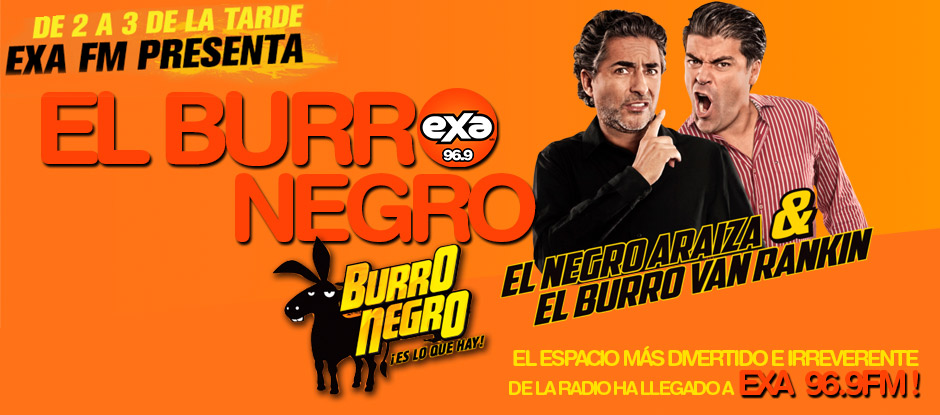 DE 2 A 3 DE LA TARDE
EXA FM PRESENTA
EL BURRO
exa
96.9
NEGRO
BURRO
NEGRO
¡ES LO QUE HAY!
EL NEGRO ARAIZA &
EL BURRO VAN RANKIN
EL ESPACIO MÁS DIVERTIDO E IRREVERENTE
DE LA RADIO HA LLEGADO A EXA 96.9FM !